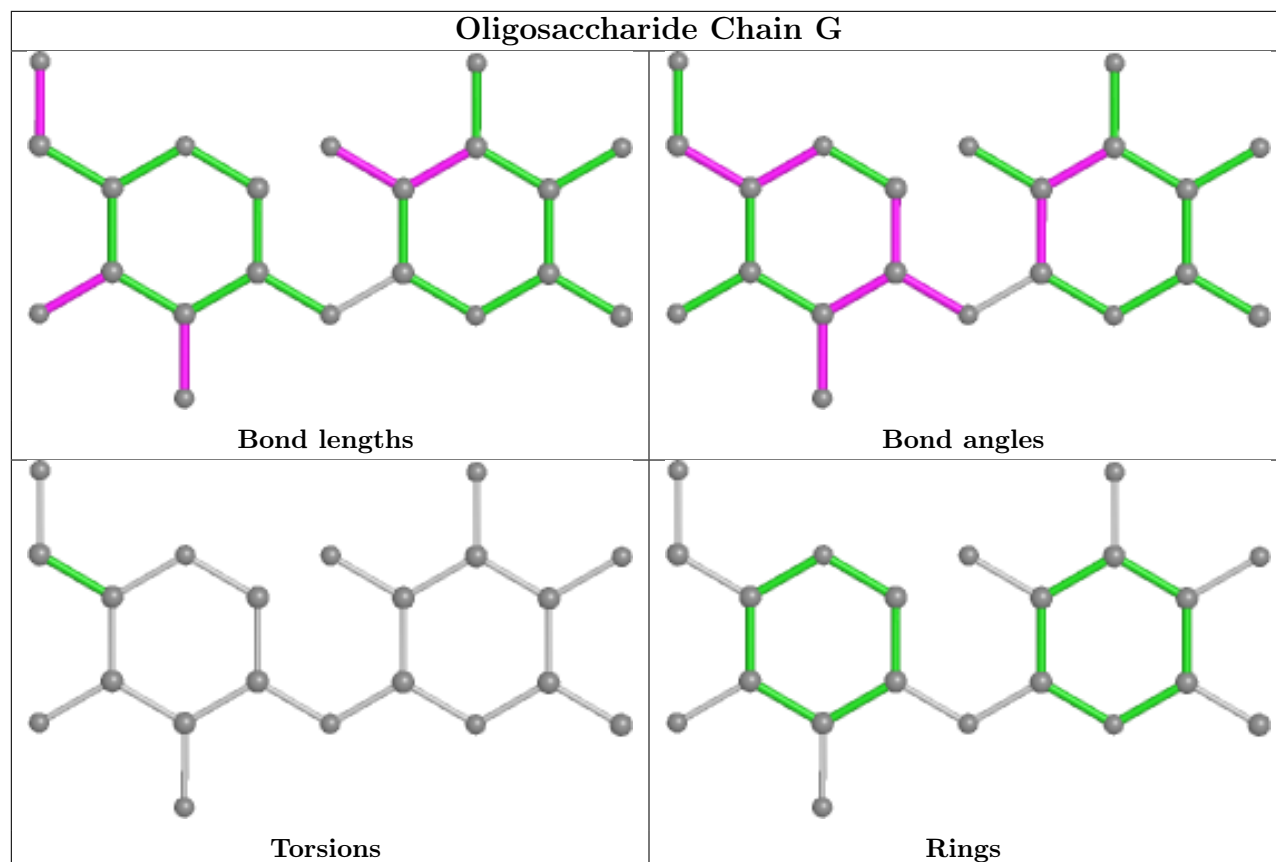 Oligosaccharide Chain G
Bond lengths
Bond angles
Torsions
Rings